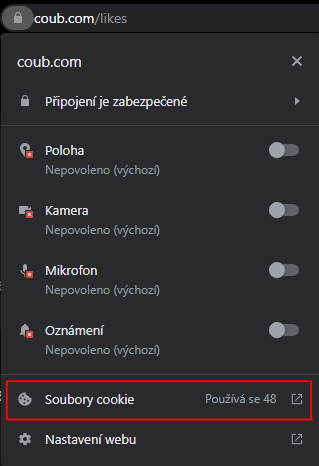 coub.com/likes
coub.com
Připojení je zabezpečené
Poloha
Nepovoleno (výchozí)
Kamera
Nepovoleno (výchozí)
Mikrofon
Nepovoleno (výchozí)
Oznámení
Nepovoleno (výchozí)
Soubory cookie Používá se 48
Nastavení webu